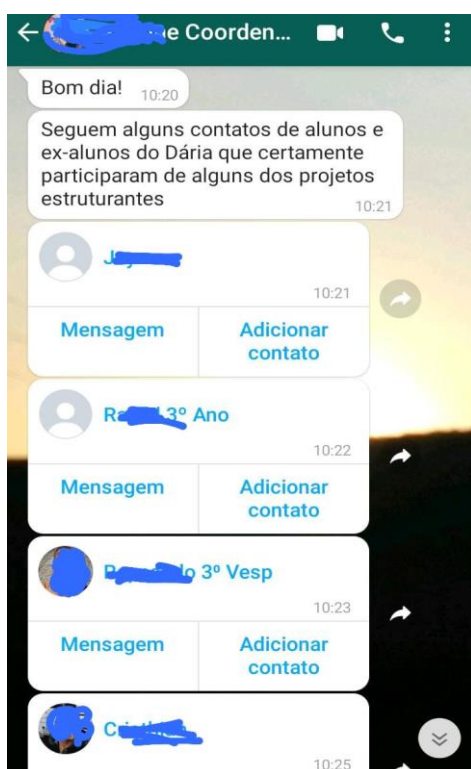 Coorden...
Bom dia! 10:20
Seguem alguns contatos de alunos e
ex-alunos do Dária que certamente
participaram de alguns dos projetos
estruturantes
10:21
10:21
Mensagem Adicionar
contato
3º Ano
10:22
Mensagem Adicionar
contato
3º Vesp
10:23
Mensagem Adicionar
contato
10:25